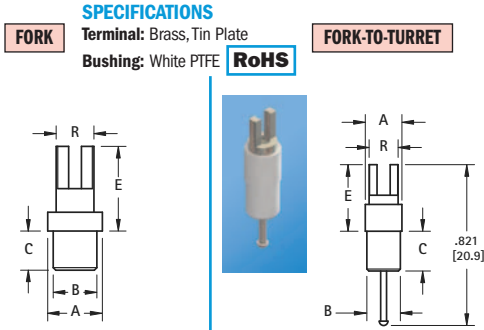 SPECIFICATIONS
FORK
Terminal: Brass, Tin Plate
FORK-TO-TURRET
Bushing: White PTFE RoHS
R
E
C
B
A
A
R
E
C
B
.821
[20.9]